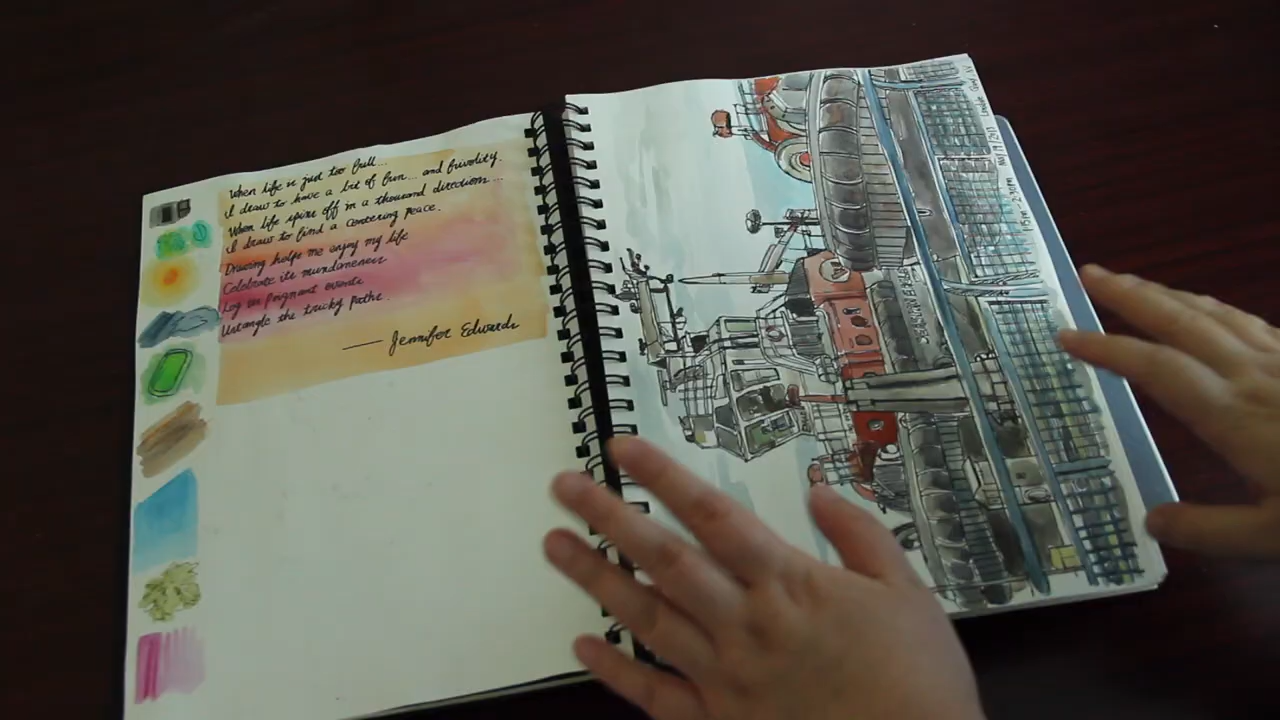 When life is just too full...
I draw to have a bit of fun... and frivolity.
When life spins off in a thousand directions...
I draw to find a centering peace.
Drawing helps me enjoy my life
Celebrate its mundaneness
Log its poignant events
Untangle the tricky paths.
— Jennifer Edwards